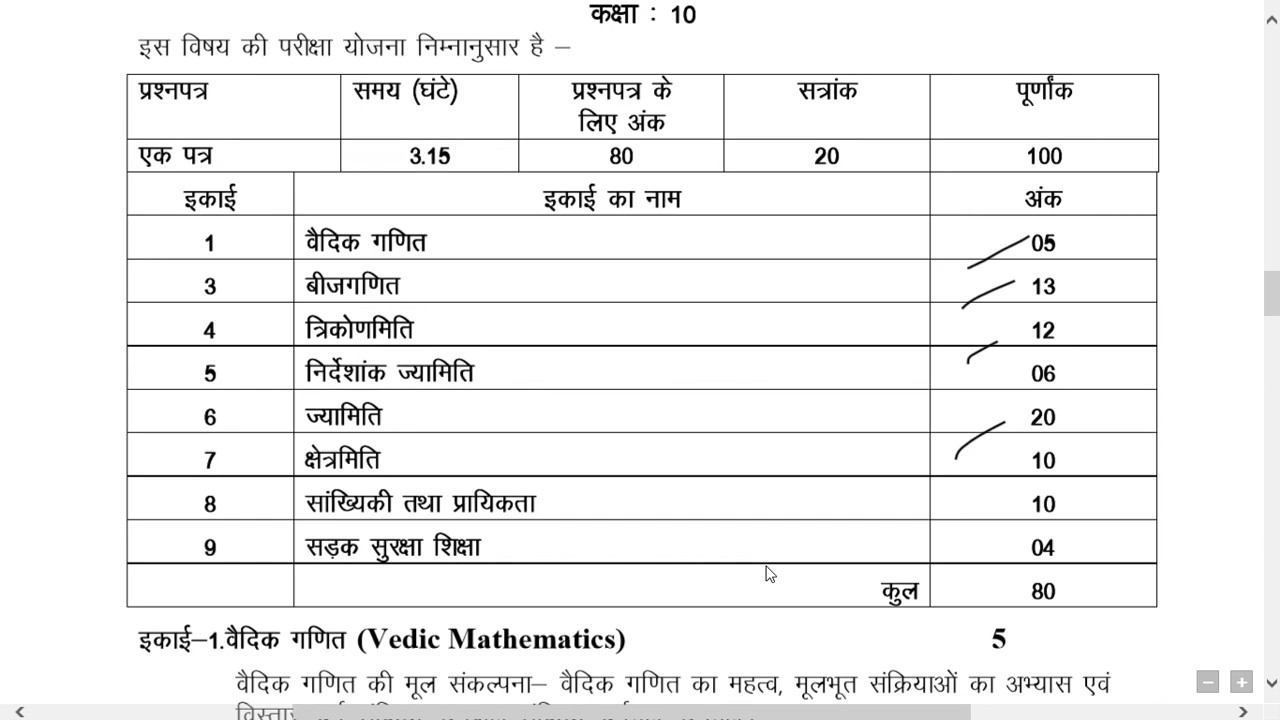 कक्षा : 10
इस विषय की परीक्षा योजना निम्नानुसार है –
प्रश्नपत्र समय (घंटे) प्रश्नपत्र के लिए अंक सत्रांक पूर्णांक
एक पत्र 3.15 80 20 100
इकाई इकाई का नाम अंक
1 वैदिक गणित 05
3 बीजगणित 13
4 त्रिकोणमिति 12
5 निर्देशांक ज्यामिति 06
6 ज्यामिति 20
7 क्षेत्रमिति 10
8 सांख्यिकी तथा प्रायिकता 10
9 सड़क सुरक्षा शिक्षा 04
कुल 80
इकाई–1.वैदिक गणित (Vedic Mathematics) 5
वैदिक गणित की मूल संकल्पना– वैदिक गणित का महत्व, मूलभूत संक्रियाओं का अभ्यास एवं